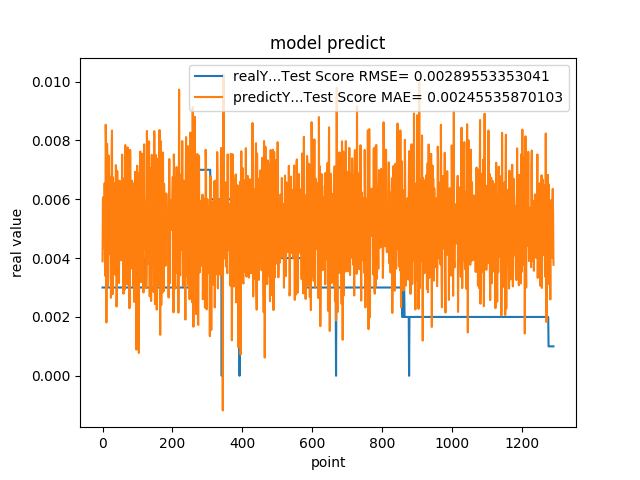 model predict
realY...Test Score RMSE= 0.00289553353041
predictY...Test Score MAE= 0.00245535870103
0.010
0.008
0.006
0.004
0.002
0.000
real value
0 200 400 600 800 1000 1200
point